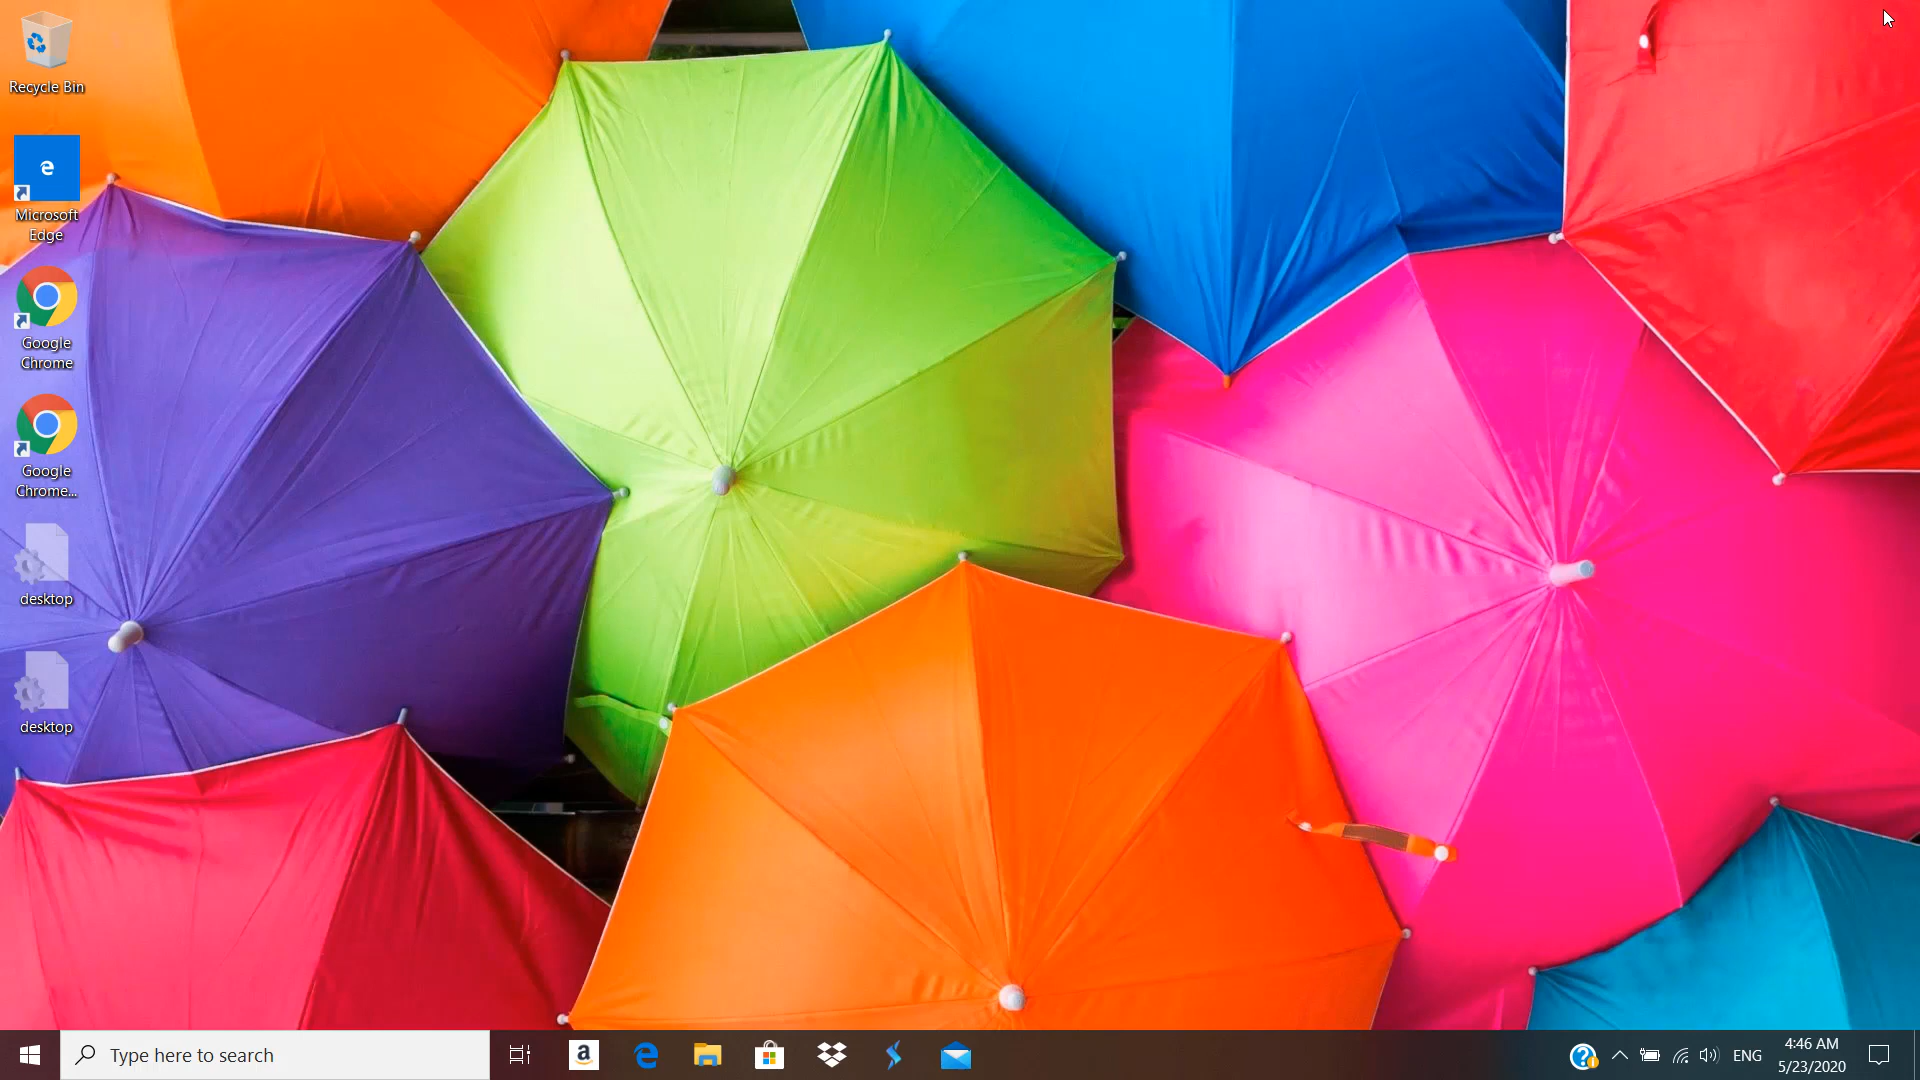 Recycle Bin
Microsoft
Edge
Google
Chrome
Google
Chrome...
desktop
desktop
Type here to search
ENG
4:46 AM
5/23/2020